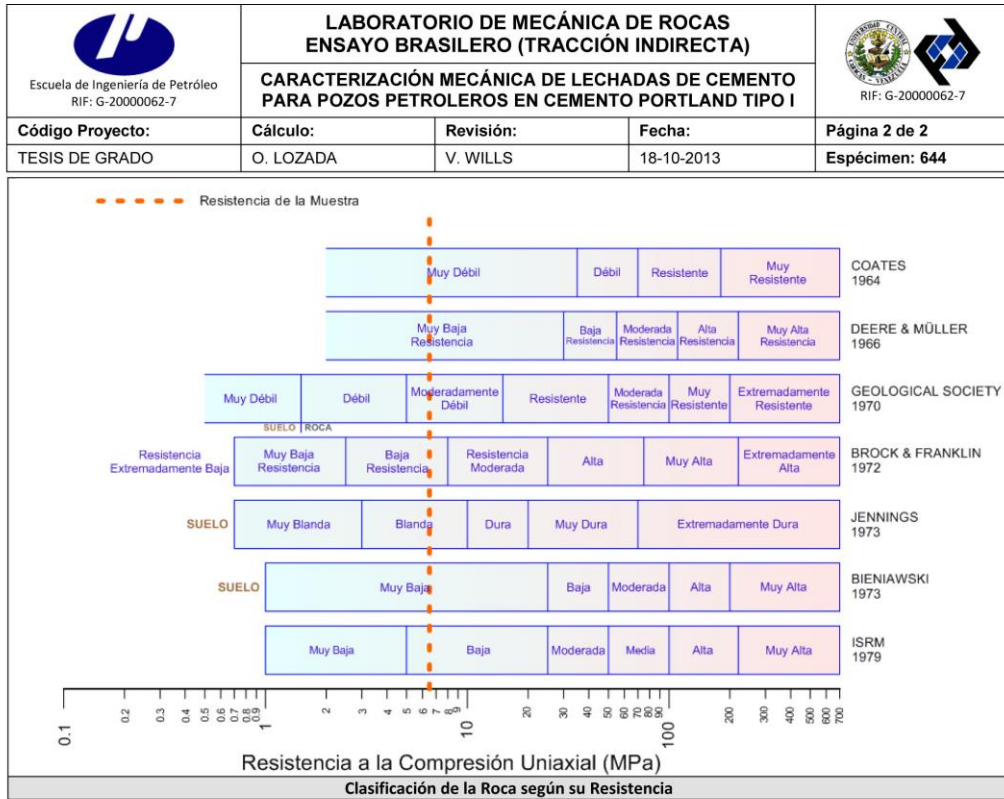 LABORATORIO DE MECÁNICA DE ROCAS
ENSAYO BRASILERO (TRACCIÓN INDIRECTA)
Escuela de Ingeniería de Petróleo
RIF: G-20000062-7
CARACTERIZACIÓN MECÁNICA DE LECHADAS DE CEMENTO
PARA POZOS PETROLEROS EN CEMENTO PORTLAND TIPO I
RIF: G-20000062-7
Código Proyecto: Cálculo: Revisión: Fecha: Página 2 de 2
TESIS DE GRADO O. LOZADA V. WILLS 18-10-2013 Espécimen: 644
Resistencia de la Muestra
Muy Débil
Débil
Resistente
Muy
Resistente
COATES
1964
Muy Baja
Resistencia
Baja
Resistencia
Moderada
Resistencia
Alta
Resistencia
Muy Alta
Resistencia
DEERE & MÜLLER
1966
Muy Débil
Débil
Moderadamente
Débil
Resistente
Moderada
Resistencia
Muy
Resistente
Extremadamente
Resistente
GEOLOGICAL SOCIETY
1970
SUELO ROCA
Resistencia
Extremadamente Baja
Muy Baja
Resistencia
Baja
Resistencia
Resistencia
Moderada
Alta
Muy Alta
Extremadamente
Alta
BROCK & FRANKLIN
1972
SUELO
Muy Blanda
Blanda
Dura
Muy Dura
Extremadamente Dura
JENNINGS
1973
SUELO
Muy Baja
Baja
Moderada
Alta
Muy Alta
BIENIAWSKI
1973
Muy Baja
Baja
Moderada
Media
Alta
Muy Alta
ISRM
1979
0.1 0.2 0.3 0.4 0.5 0.6 0.7 0.8 0.9 1 2 3 4 5 6 7 8 9 10 20 30 40 50 60 70 80 90 100 200 300 400 500 600 700
Resistencia a la Compresión Uniaxial (MPa)
Clasificación de la Roca según su Resistencia